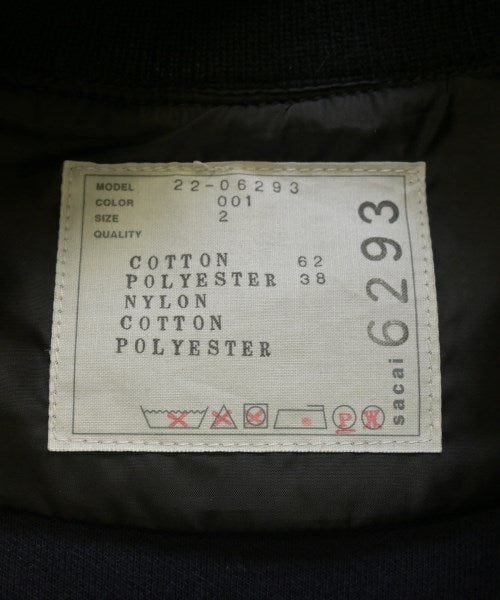 MODEL 22-06293
COLOR 001
SIZE 2
QUALITY
COTTON 62
POLYESTER 38
NYLON
COTTON
POLYESTER
P W
sacai 6293